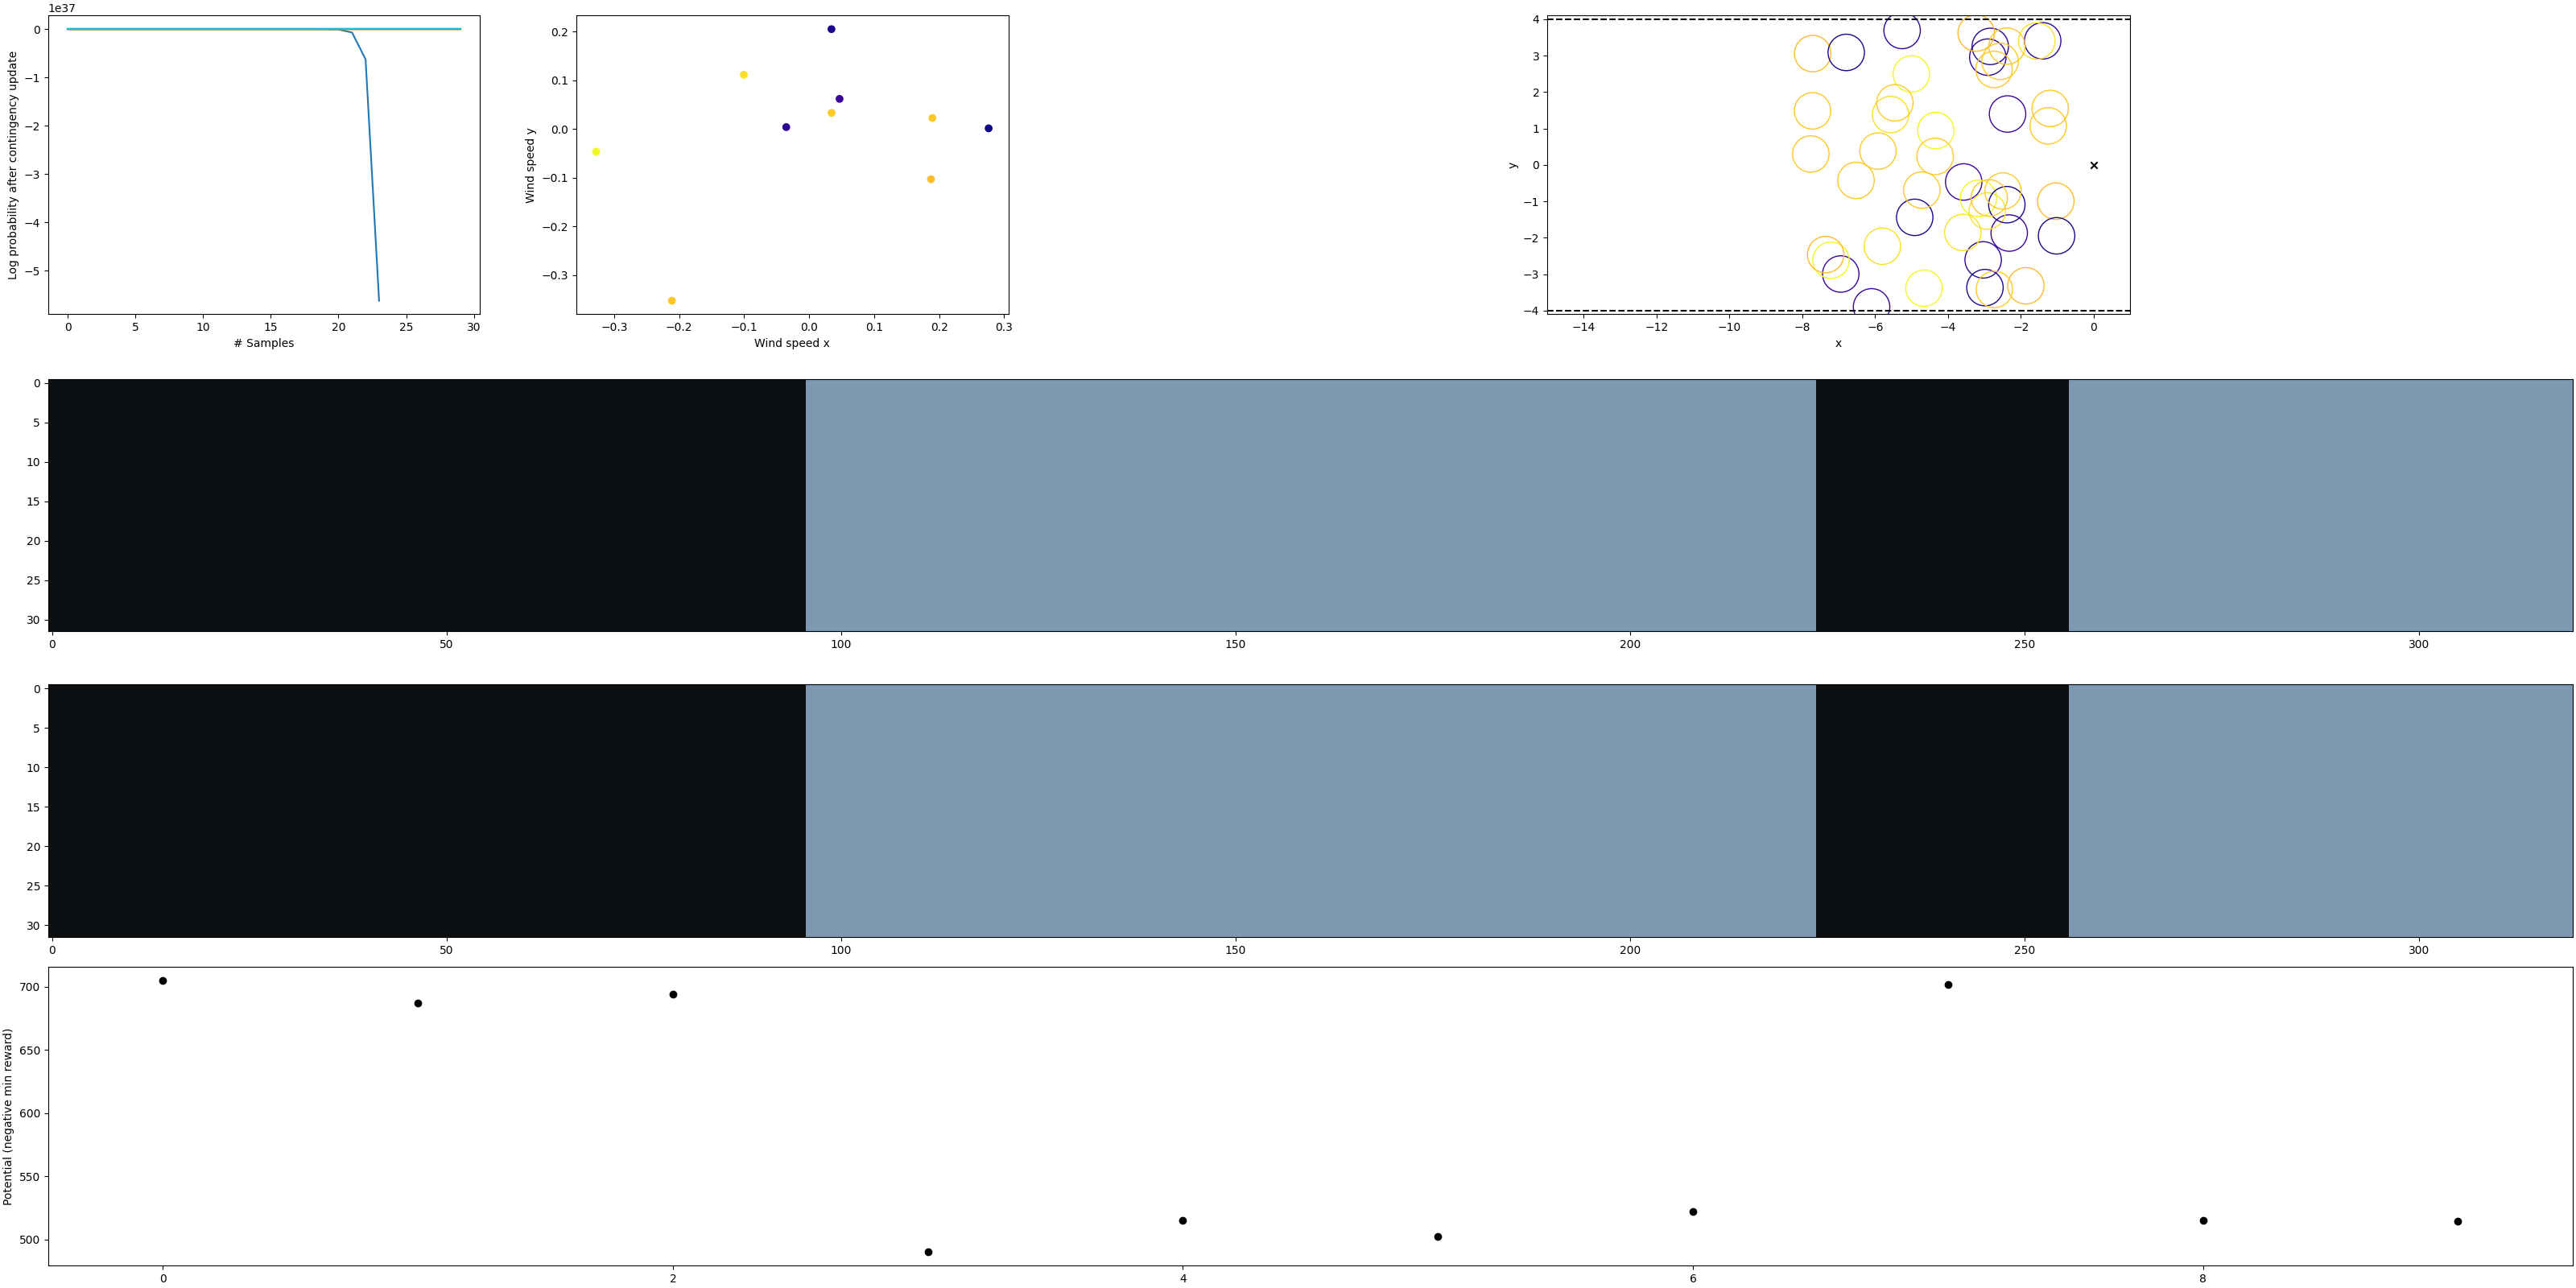 1e37
0
−1
−2
−3
−4
−5
0 5 10 15 20 25 30
# Samples
Log probability after contingency update
0.2
0.1
0.0
−0.1
−0.2
−0.3
−0.3 −0.2 −0.1 0.0 0.1 0.2 0.3
Wind speed x
Wind speed y
4
3
2
1
0
−1
−2
−3
−4
−14 −12 −10 −8 −6 −4 −2 0
x
y
0
5
10
15
20
25
30
0 50 100 150 200 250 300
0
5
10
15
20
25
30
0 50 100 150 200 250 300
700
650
600
550
500
0 2 4 6 8
Potential (negative min reward)